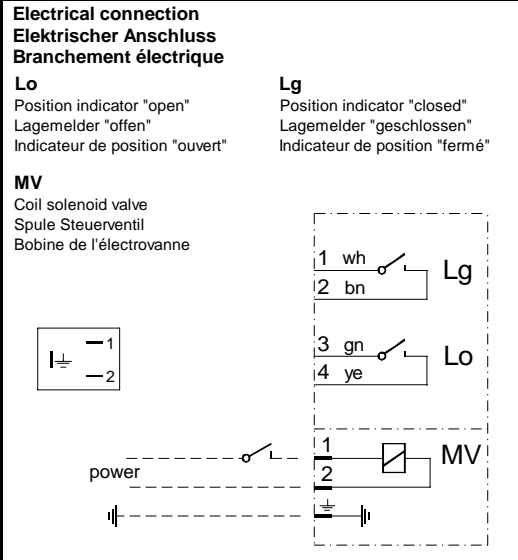 Electrical connection
Elektrischer Anschluss
Branchement électrique
Lo
Position indicator "open"
Lagemelder "offen"
Indicateur de position "ouvert"
Lg
Position indicator "closed"
Lagemelder "geschlossen"
Indicateur de position "fermé"
MV
Coil solenoid valve
Spule Steuerventil
Bobine de l'électrovanne
1 wh
2 bn
Lg
3 gn
4 ye
Lo
1
2
1
2
MV
power